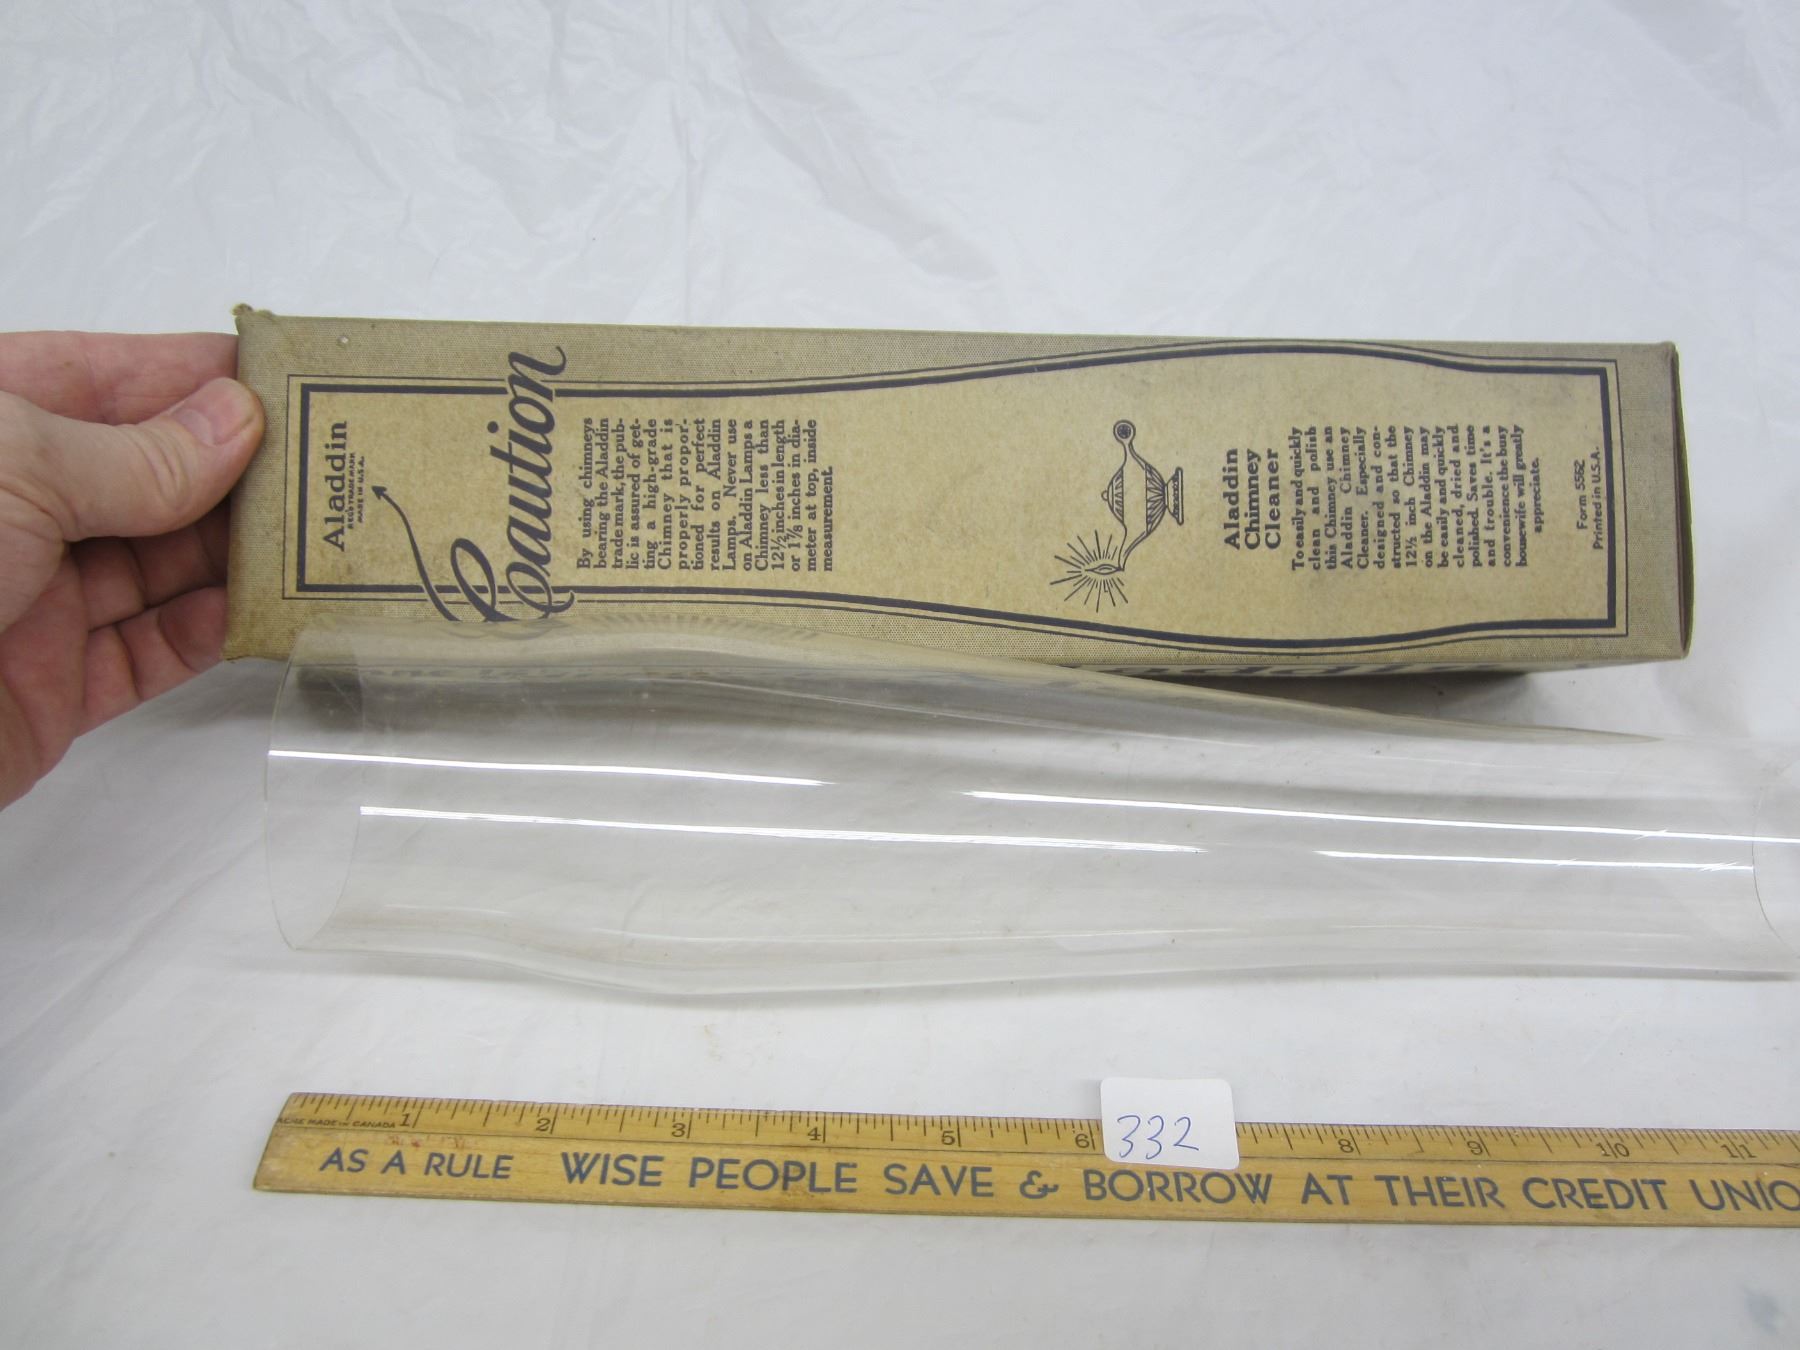 Aladdin
REG'D TRADE MARK
MADE IN U.S.A.
Caution
By using chimneys
bearing the Aladdin
trade mark, the pub-
lic is assured of get-
ting a high-grade
Chimney that is
properly propor-
tioned for perfect
results on Aladdin
Lamps. Never use
on Aladdin Lamps a
Chimney less than
12½ inches in length
or 1⅞ inches in dia-
meter at top, inside
measurement.
Aladdin
Chimney
Cleaner
To easily and quickly
clean and polish
this Chimney use an
Aladdin Chimney
Cleaner. Especially
designed and con-
structed so that the
12½ inch Chimney
on the Aladdin may
be easily and quickly
cleaned, dried and
polished. Saves time
and trouble. It's a
convenience the busy
housewife will greatly
appreciate.
Form 5562
Printed in U.S.A.
ACME MADE IN CANADA 1 2 3 4 5 6 8 9 10 11
332
AS A RULE WISE PEOPLE SAVE & BORROW AT THEIR CREDIT UNIO